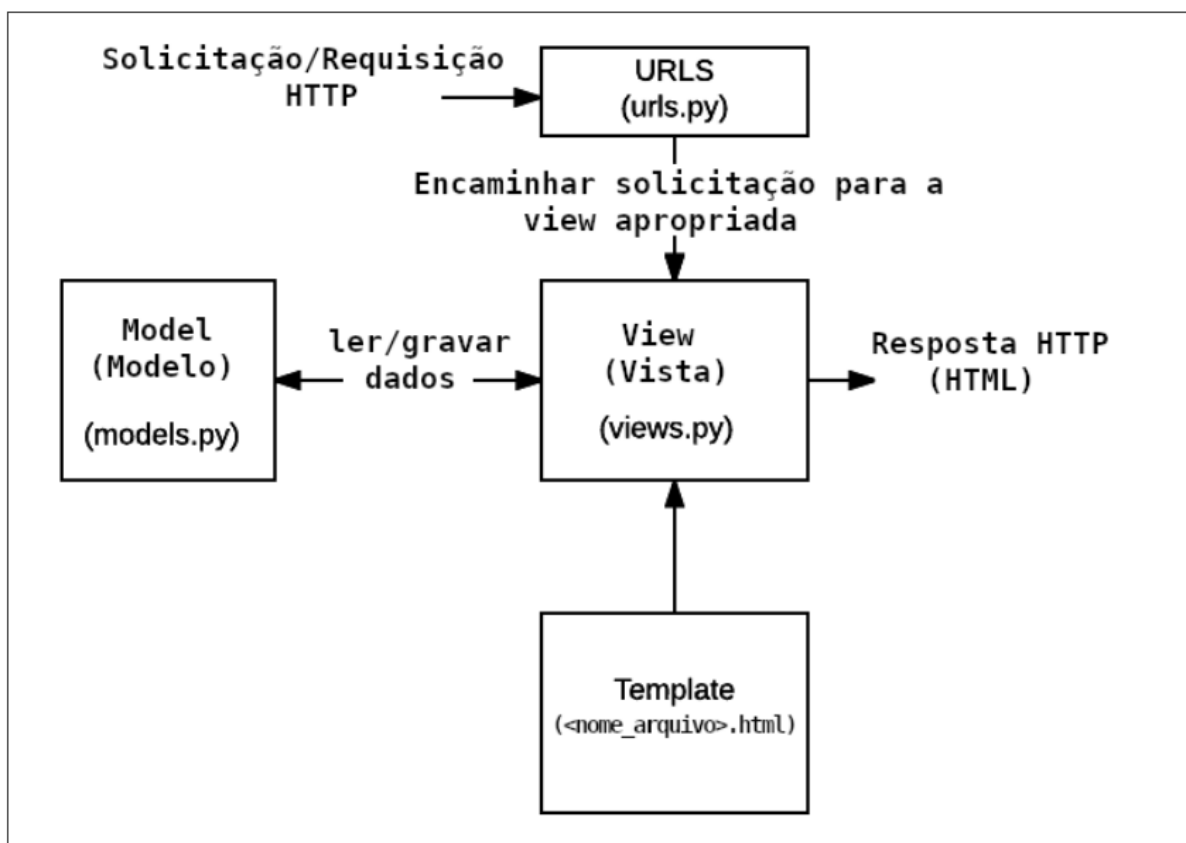 Solicitação/Requisição
HTTP
URLS
(urls.py)
Encaminhar solicitação para a
view apropriada
Model
(Modelo)
(models.py)
ler/gravar
dados
View
(Vista)
(views.py)
Resposta HTTP
(HTML)
Template
(<nome_arquivo>.html)